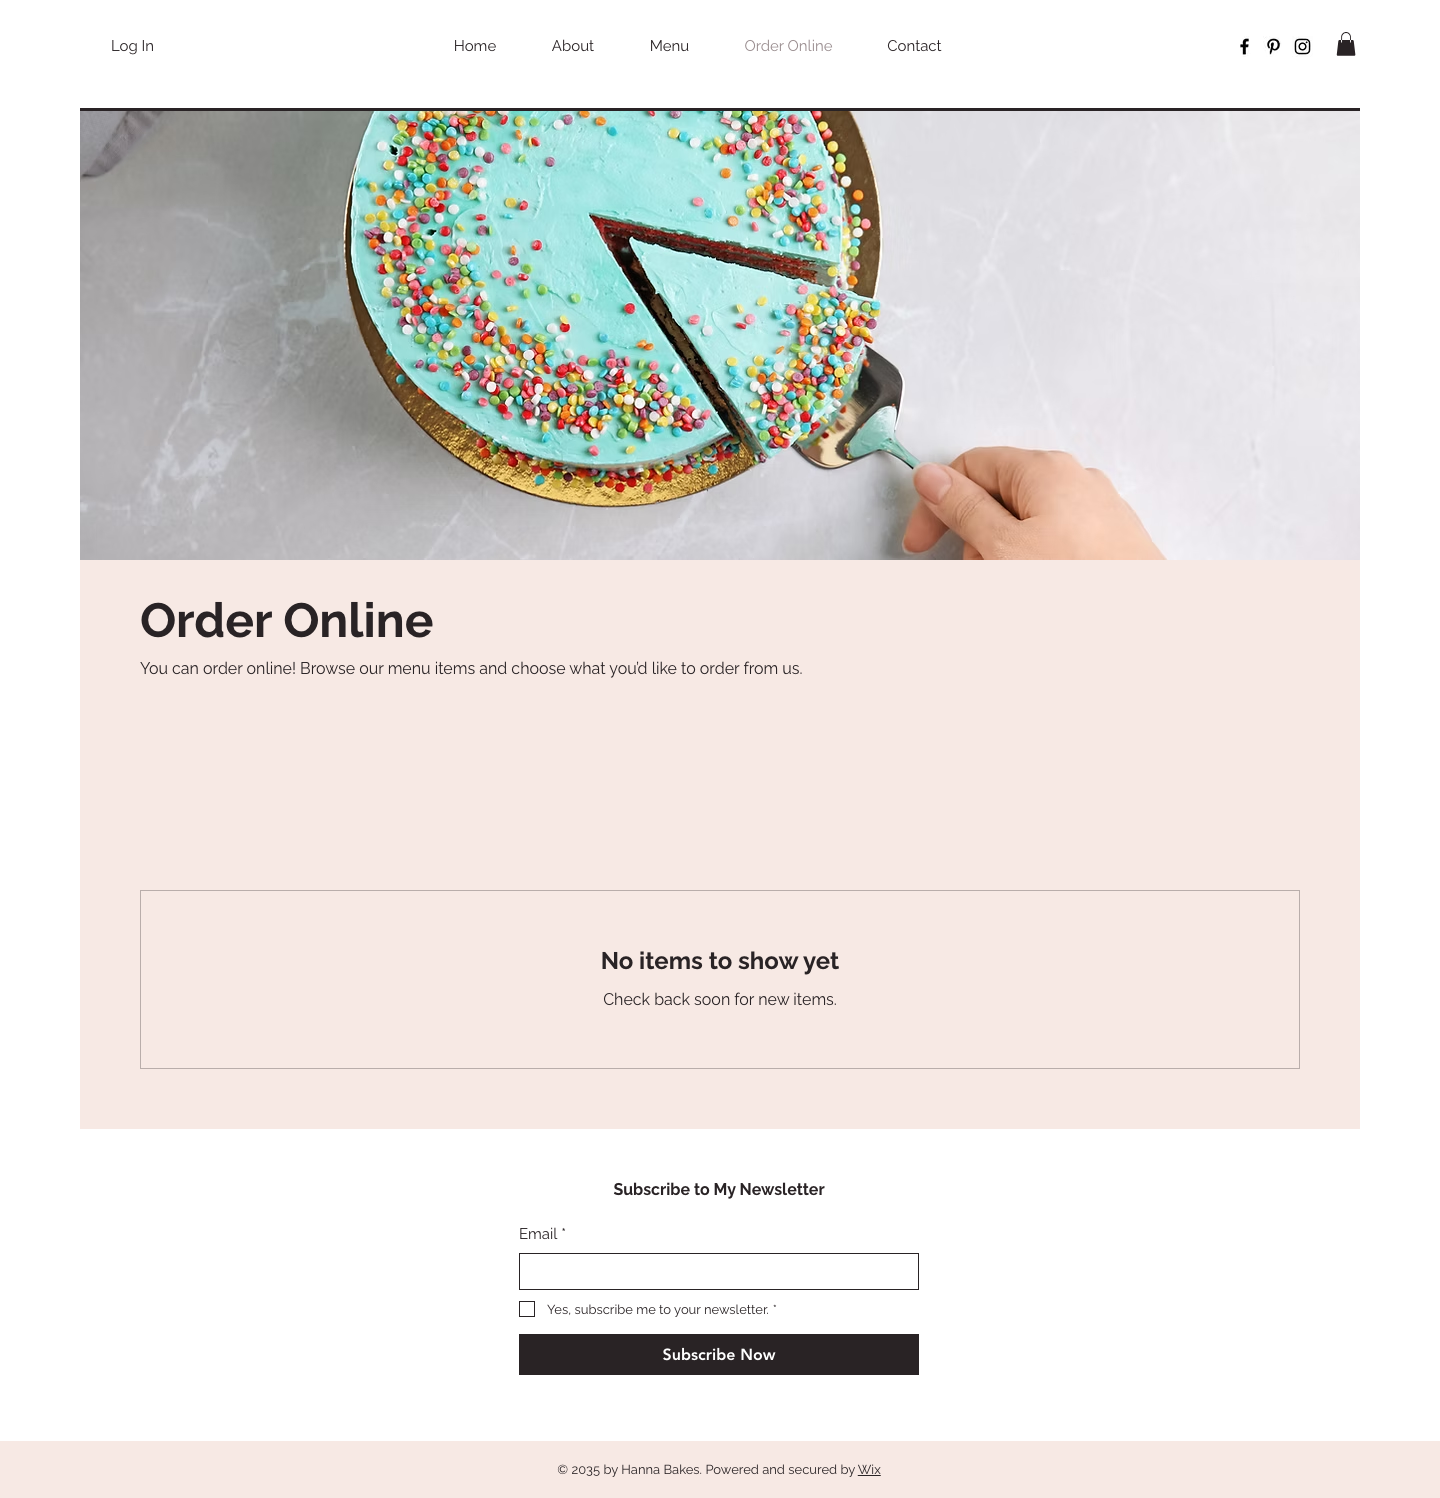 Log In
Home
About
Menu
Order Online
Contact
Order Online
You can order online! Browse our menu items and choose what you’d like to order from us.
No items to show yet
Check back soon for new items.
Subscribe to My Newsletter
Email *
Yes, subscribe me to your newsletter. *
Subscribe Now
© 2035 by Hanna Bakes. Powered and secured by Wix